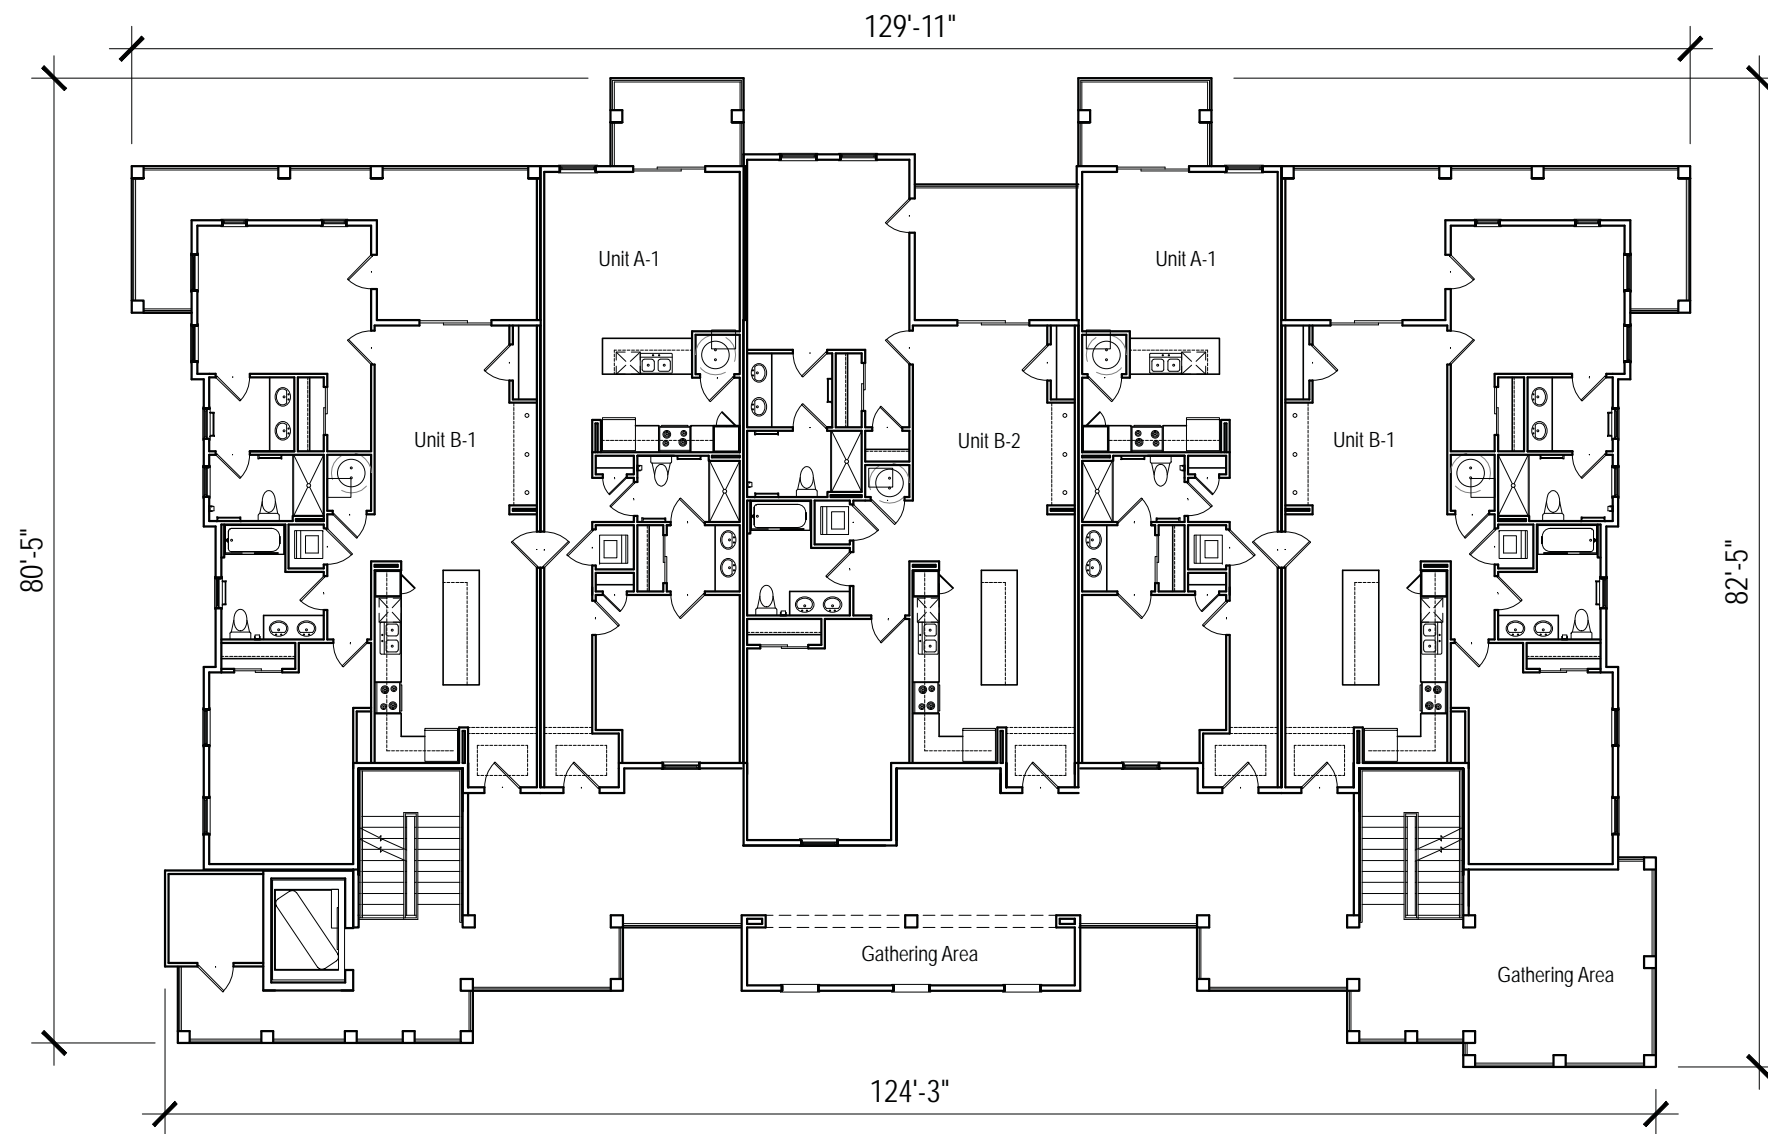 129'-11"
Unit A-1
Unit A-1
Unit B-1
Unit B-2
Unit B-1
80'-5"
82'-5"
Gathering Area
Gathering Area
124'-3"